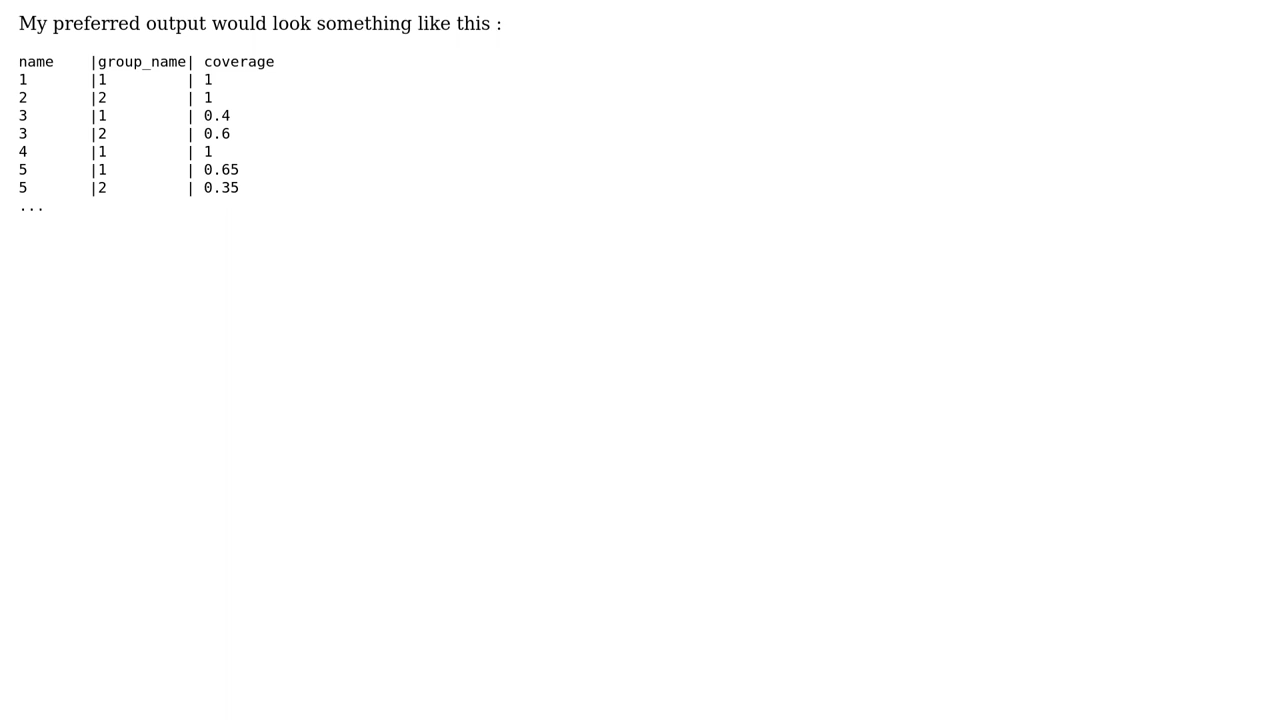 My preferred output would look something like this :
name    |group_name| coverage
1       |1         | 1
2       |2         | 1
3       |1         | 0.4
3       |2         | 0.6
4       |1         | 1
5       |1         | 0.65
5       |2         | 0.35
...